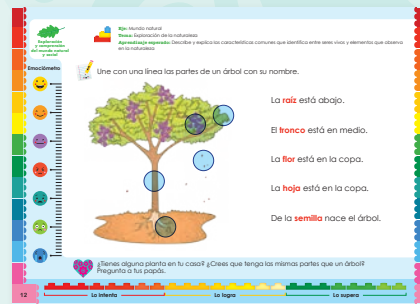 Exploración
y comprensión
del mundo natural
y social
Eje: Mundo natural
Tema: Exploración de la naturaleza
Aprendizaje esperado: Describe y explica las características comunes que identifica entre seres vivos y elementos que observa
en la naturaleza
Emociómetro
Une con una línea las partes de un árbol con su nombre.
La raíz está abajo.
El tronco está en medio.
La flor está en la copa.
La hoja está en la copa.
De la semilla nace el árbol.
¿Tienes alguna planta en tu casa? ¿Crees que tenga las mismas partes que un árbol?
Pregunta a tus papás.
12
Lo intenta
Lo logra
Lo supera